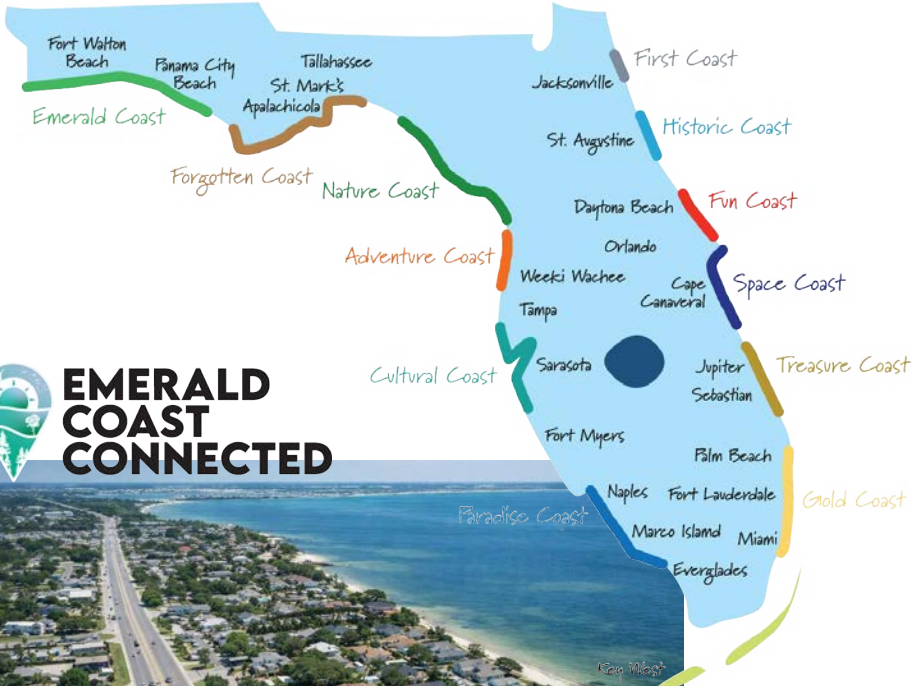 Fort Walton
Beach
Panama City
Beach
Tallahassee
St. Mark's
Apalachicola
Emerald Coast
Forgotten Coast
Nature Coast
Adventure Coast
Weeki Wachee
Tampa
Cultural Coast
Sarasota
Fort Myers
First Coast
Jacksonville
Historic Coast
St. Augustine
Fun Coast
Daytona Beach
Orlando
Cape
Canaveral
Space Coast
Jupiter
Sebastian
Treasure Coast
Palm Beach
Fort Lauderdale
Gold Coast
Miami
Naples
Marco Island
Everglades
Paradise Coast
Key West
EMERALD
COAST
CONNECTED